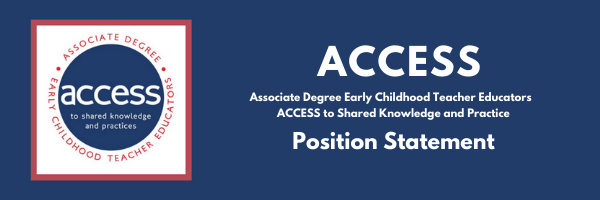 ASSOCIATE DEGREE
EARLY CHILDHOOD TEACHER EDUCATORS
access
to shared knowledge
and practices
ACCESS
Associate Degree Early Childhood Teacher Educators
ACCESS to Shared Knowledge and Practice
Position Statement